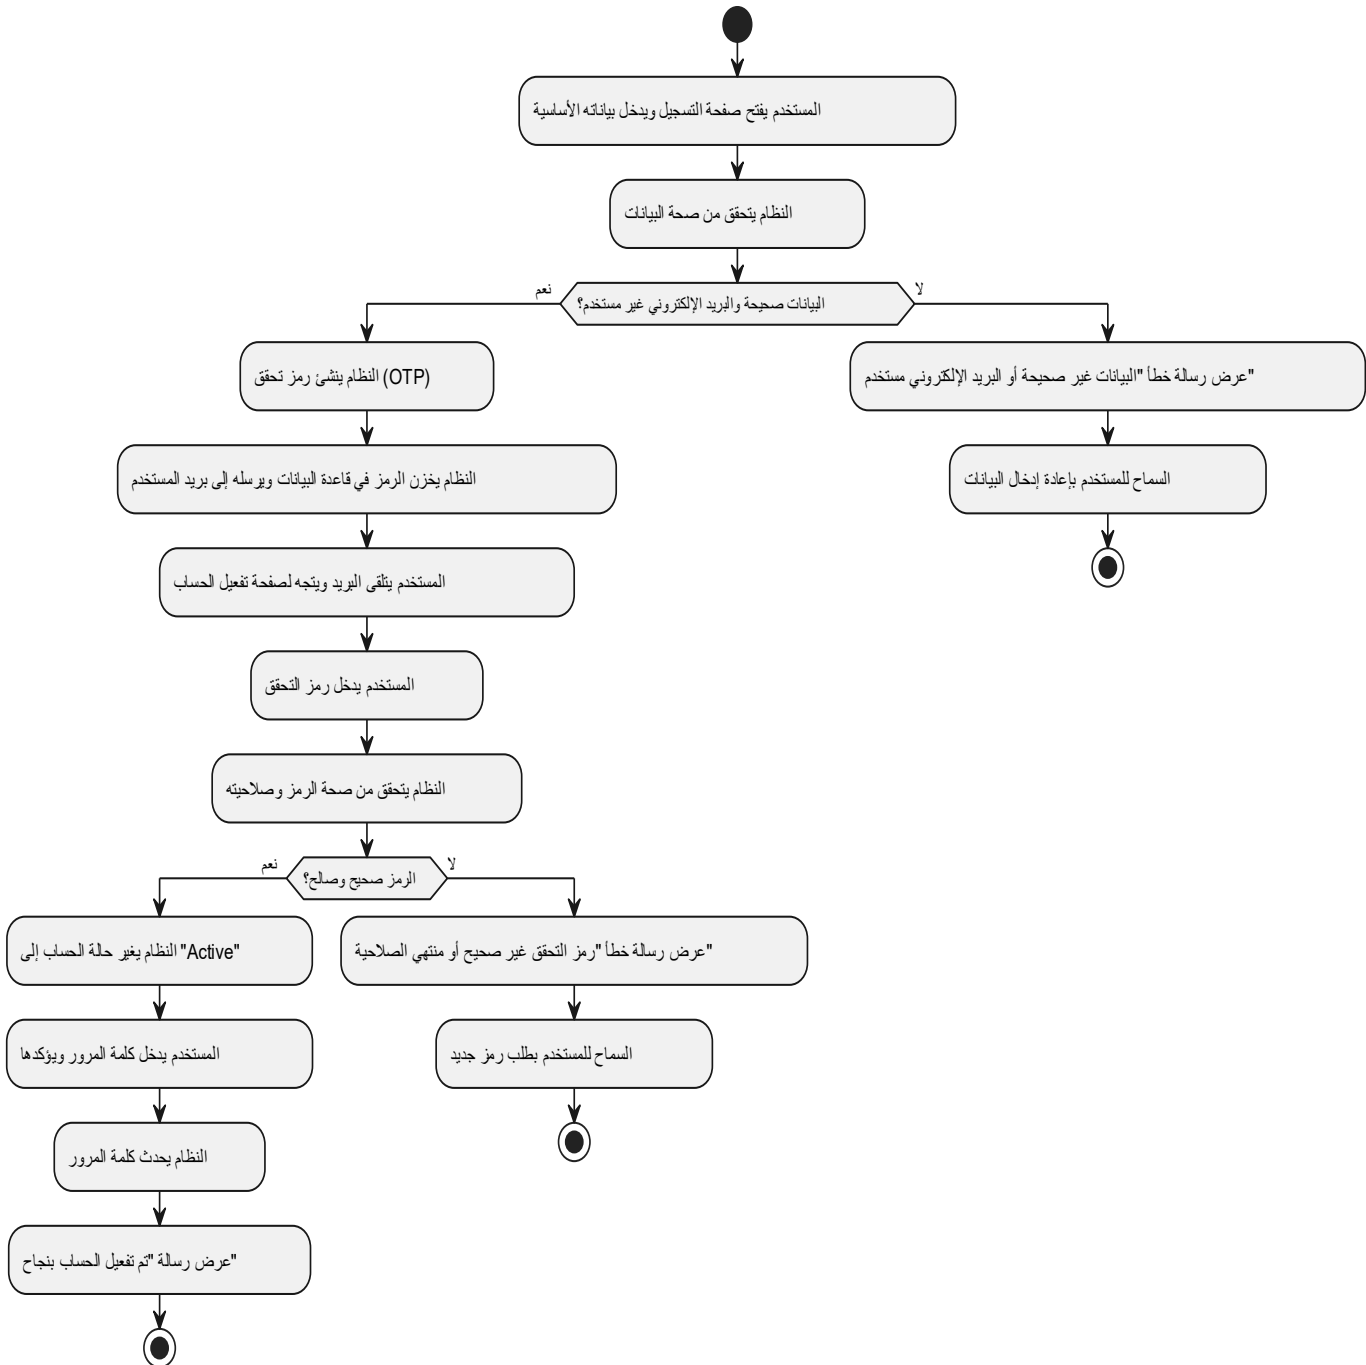 المستخدم يفتح صفحة التسجيل ويدخل بياناته الأساسية
النظام يتحقق من صحة البيانات
البيانات صحيحة والبريد الإلكتروني غير مستخدم؟
نعم
لا
النظام ينشئ رمز تحقق (OTP)
عرض رسالة خطأ "البيانات غير صحيحة أو البريد الإلكتروني مستخدم"
النظام يخزن الرمز في قاعدة البيانات ويرسله إلى بريد المستخدم
السماح للمستخدم بإعادة إدخال البيانات
المستخدم يتلقى البريد ويتجه لصفحة تفعيل الحساب
المستخدم يدخل رمز التحقق
النظام يتحقق من صحة الرمز وصلاحيته
الرمز صحيح وصالح؟
نعم
لا
النظام يغير حالة الحساب إلى "Active"
عرض رسالة خطأ "رمز التحقق غير صحيح أو منتهي الصلاحية"
المستخدم يدخل كلمة المرور ويؤكدها
السماح للمستخدم بطلب رمز جديد
النظام يحدث كلمة المرور
عرض رسالة "تم تفعيل الحساب بنجاح"